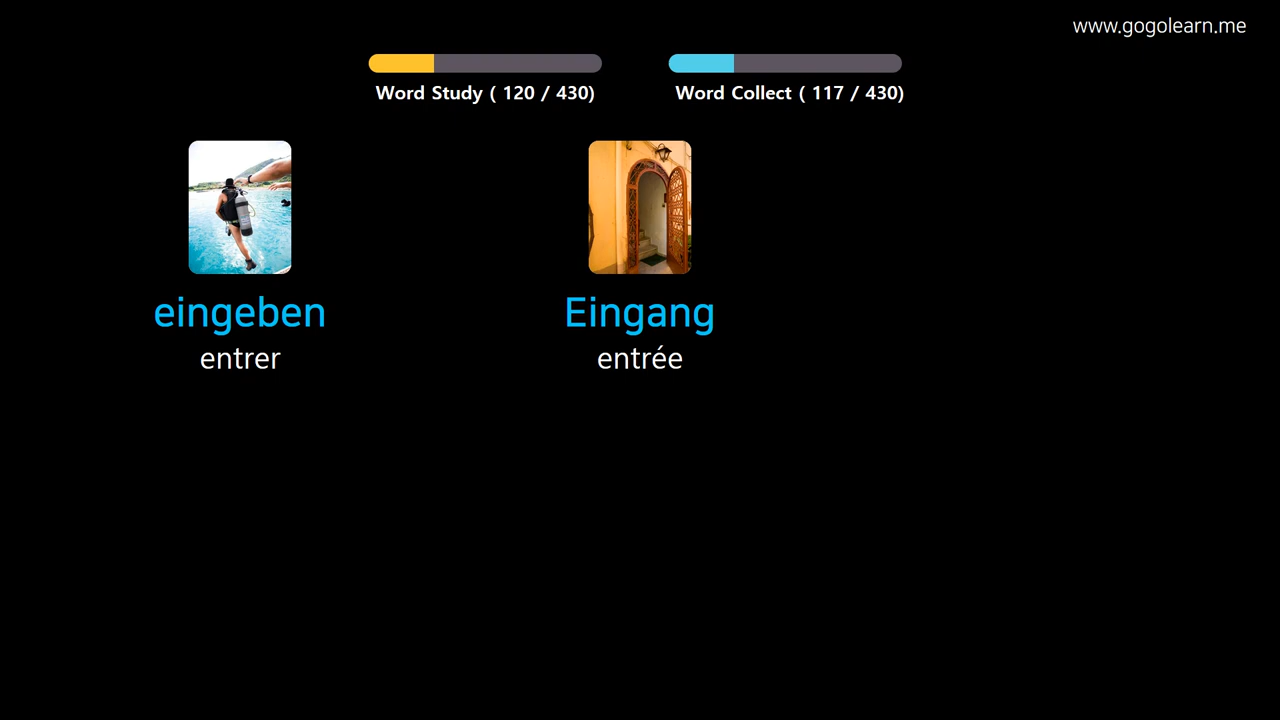 www.gogolearn.me
Word Study ( 120 / 430)
Word Collect ( 117 / 430)
eingeben
entrer
Eingang
entrée